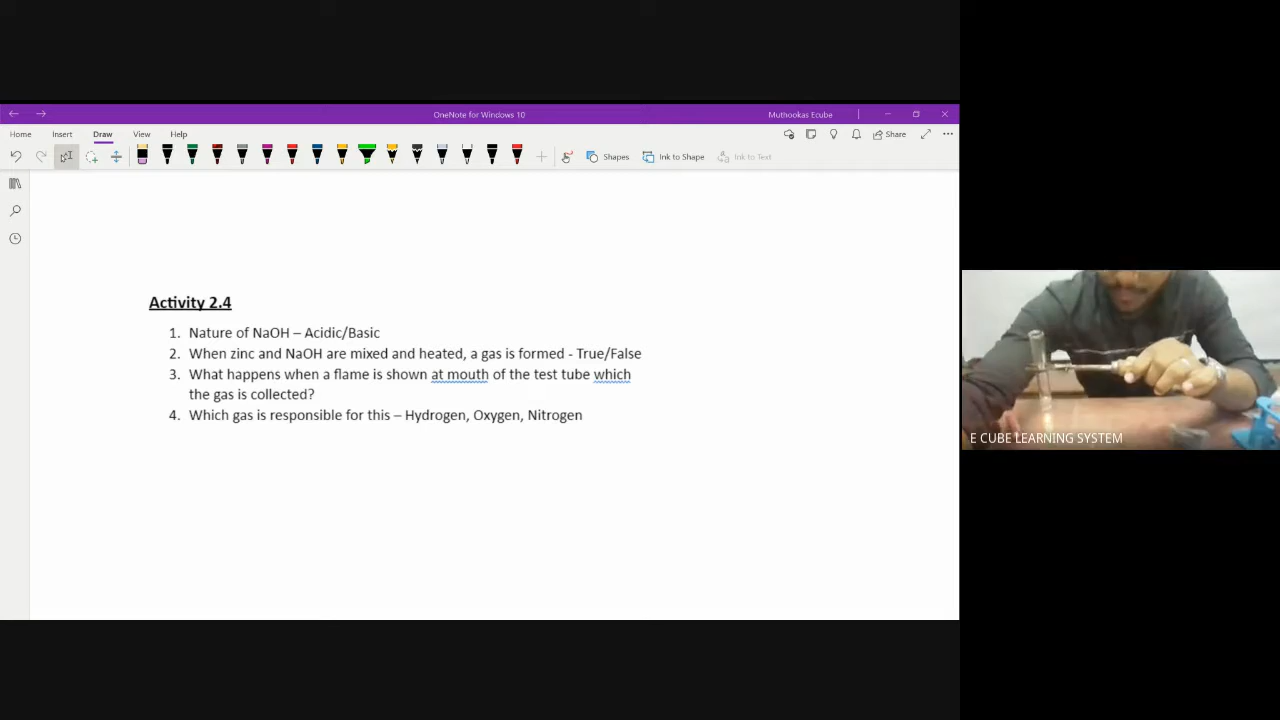 OneNote for Windows 10
Muthookas Ecube
Home Insert Draw View Help
Share
Shapes Ink to Shape Ink to Text
Activity 2.4
1. Nature of NaOH – Acidic/Basic
2. When zinc and NaOH are mixed and heated, a gas is formed - True/False
3. What happens when a flame is shown at mouth of the test tube which
the gas is collected?
4. Which gas is responsible for this – Hydrogen, Oxygen, Nitrogen
E CUBE LEARNING SYSTEM